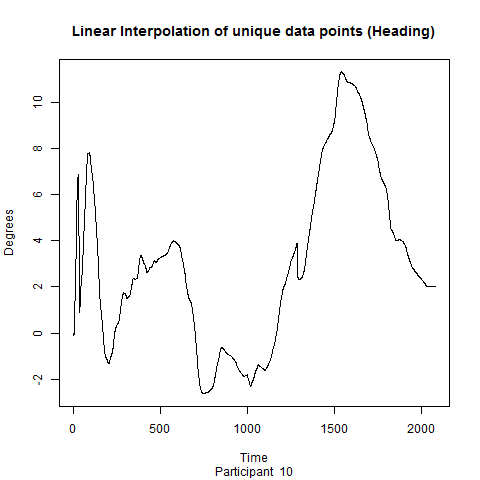 Linear Interpolation of unique data points (Heading)
10
8
6
4
2
0
-2
Degrees
0 500 1000 1500 2000
Time
Participant 10